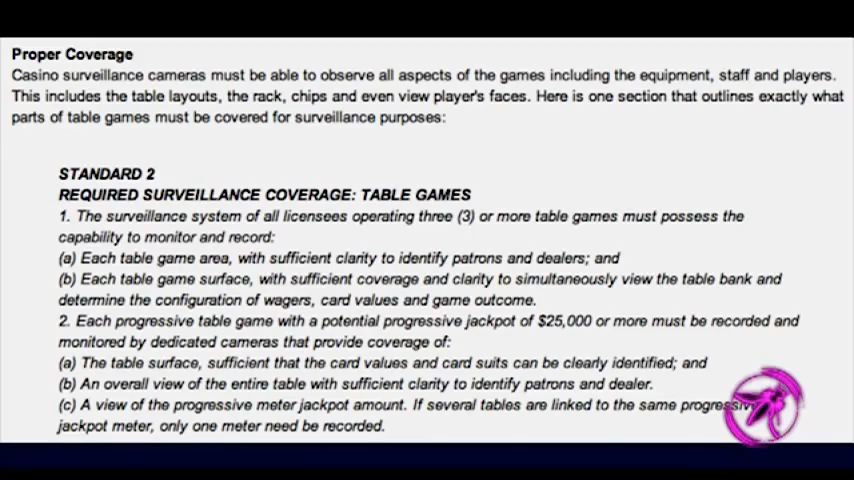 Proper Coverage
Casino surveillance cameras must be able to observe all aspects of the games including the equipment, staff and players.
This includes the table layouts, the rack, chips and even view player's faces. Here is one section that outlines exactly what
parts of table games must be covered for surveillance purposes:
STANDARD 2
REQUIRED SURVEILLANCE COVERAGE: TABLE GAMES
1. The surveillance system of all licensees operating three (3) or more table games must possess the
capability to monitor and record:
(a) Each table game area, with sufficient clarity to identify patrons and dealers; and
(b) Each table game surface, with sufficient coverage and clarity to simultaneously view the table bank and
determine the configuration of wagers, card values and game outcome.
2. Each progressive table game with a potential progressive jackpot of $25,000 or more must be recorded and
monitored by dedicated cameras that provide coverage of:
(a) The table surface, sufficient that the card values and card suits can be clearly identified; and
(b) An overall view of the entire table with sufficient clarity to identify patrons and dealer.
(c) A view of the progressive meter jackpot amount. If several tables are linked to the same progressive
jackpot meter, only one meter need be recorded.